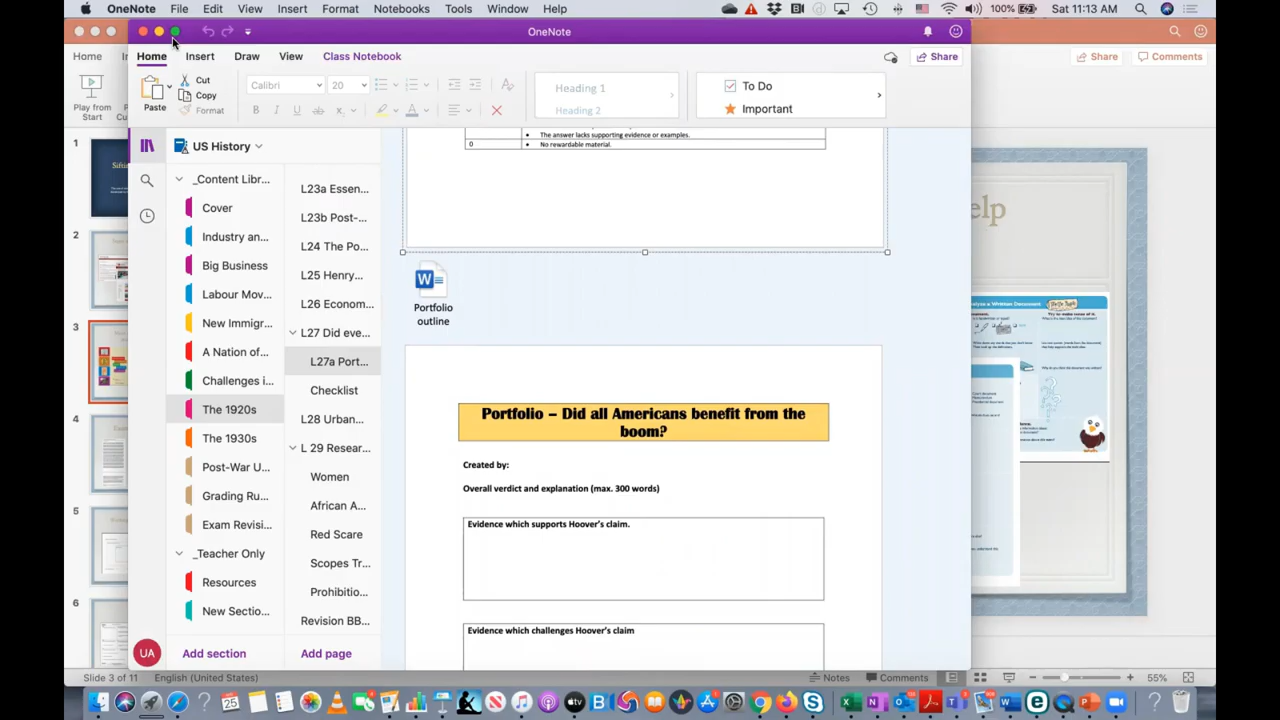 OneNote File Edit View Insert Format Notebooks Tools Window Help 100% Sat 11:13 AM
OneNote
Home Insert Draw View Class Notebook Share
Home Share Comments
Paste Cut Copy Format
Calibri 20
B I U ab x A
Heading 1
Heading 2
To Do
Important
Play from
Start
US History
_Content Libr...
Cover
Industry an...
Big Business
Labour Mov...
New Immigr...
A Nation of...
Challenges i...
The 1920s
The 1930s
Post-War U...
Grading Ru...
Exam Revisi...
_Teacher Only
Resources
New Sectio...
UA
Add section
L23a Essen...
L23b Post-...
L24 The Po...
L25 Henry...
L26 Econom...
L27 Did Eve...
L27a Port...
Checklist
L28 Urban...
L 29 Resear...
Women
African A...
Red Scare
Scopes Tr...
Prohibitio...
Revision BB...
Add page
• The answer lacks supporting evidence or examples.
0 • No rewardable material.
W
Portfolio
outline
Portfolio – Did all Americans benefit from the
boom?
Created by:
Overall verdict and explanation (max. 300 words)
Evidence which supports Hoover's claim.
Evidence which challenges Hoover's claim
2
3
4
5
6
elp
Slide 3 of 11 English (United States) Notes Comments 55%